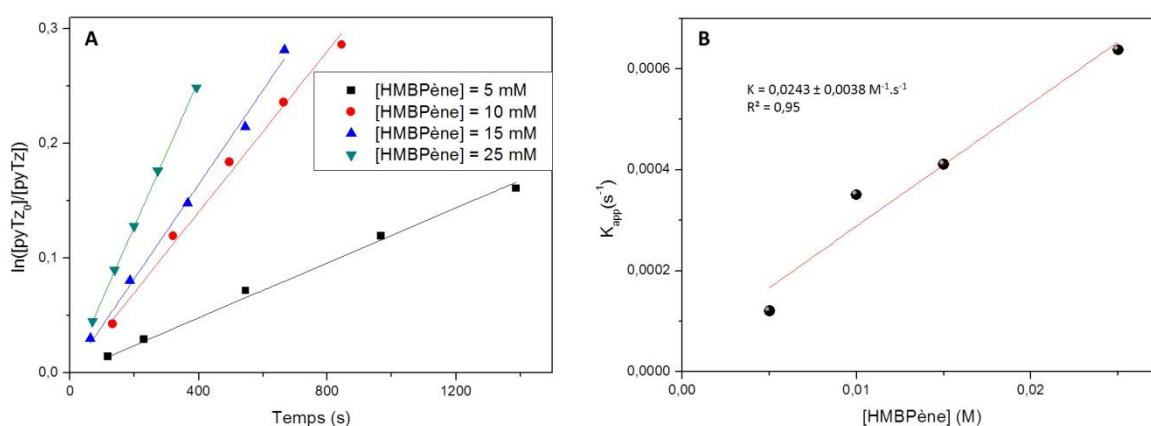 A
ln([pyTz₀]/[pyTz])
0,3
0,2
0,1
0,0
[HMBPène] = 5 mM
[HMBPène] = 10 mM
[HMBPène] = 15 mM
[HMBPène] = 25 mM
0
400
800
1200
Temps (s)
B
K = 0,0243 ± 0,0038 M⁻¹.s⁻¹
R² = 0,95
K_app(s⁻¹)
0,0006
0,0004
0,0002
0,0000
0,00
0,01
0,02
[HMBPène] (M)